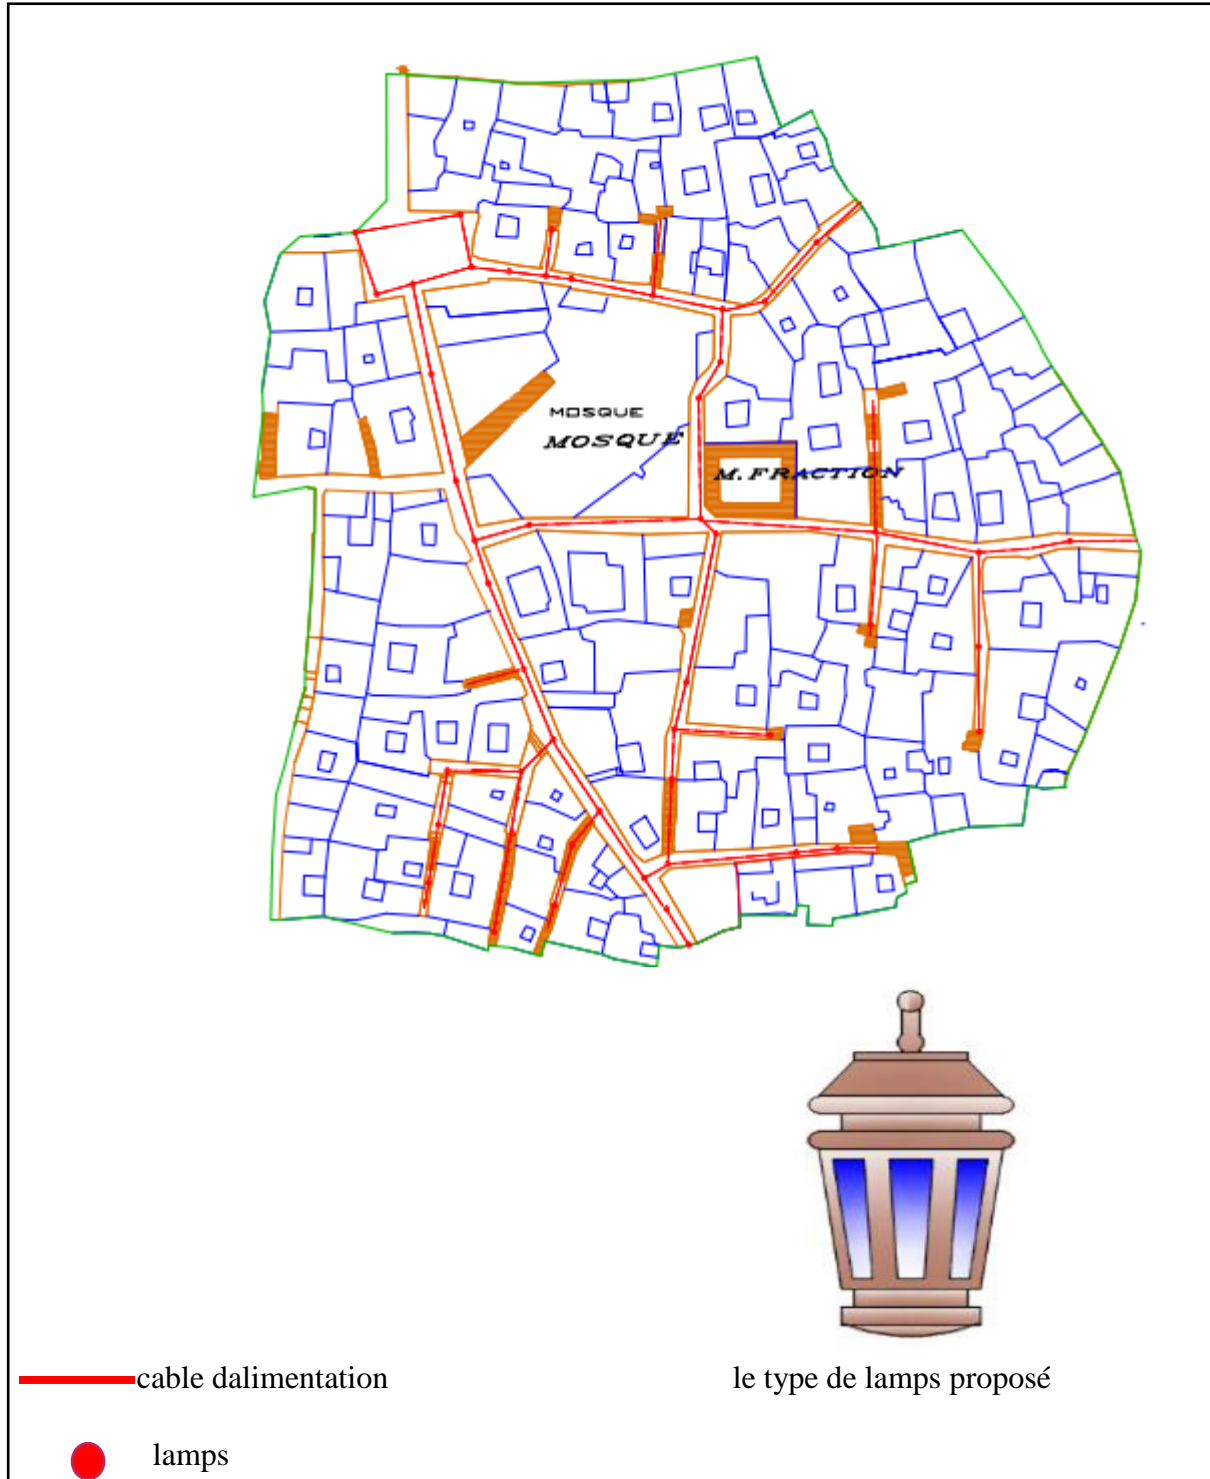 MOSQUE
MOSQUE
M. FRACTION
cable dalimentation
le type de lamps proposé
lamps